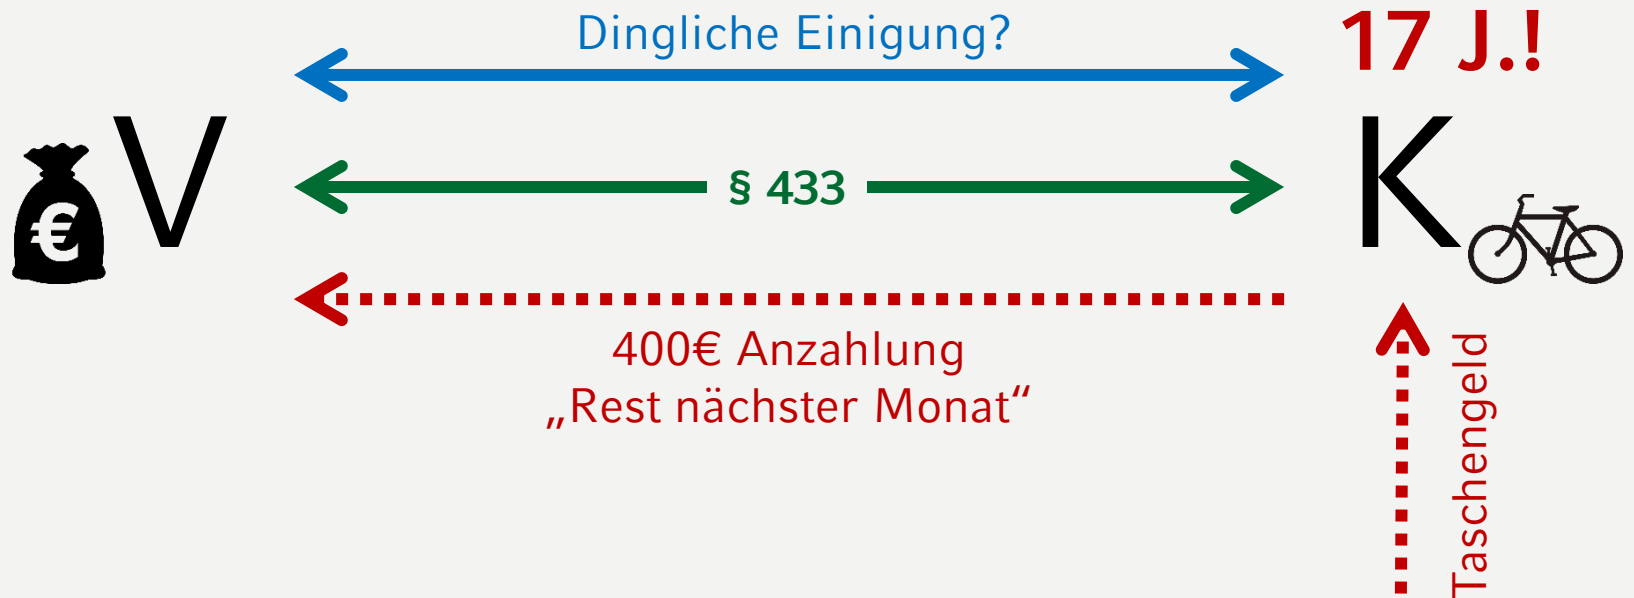 Dingliche Einigung?
17 J.!
V
K
€
§ 433
400€ Anzahlung
„Rest nächster Monat“
Taschengeld